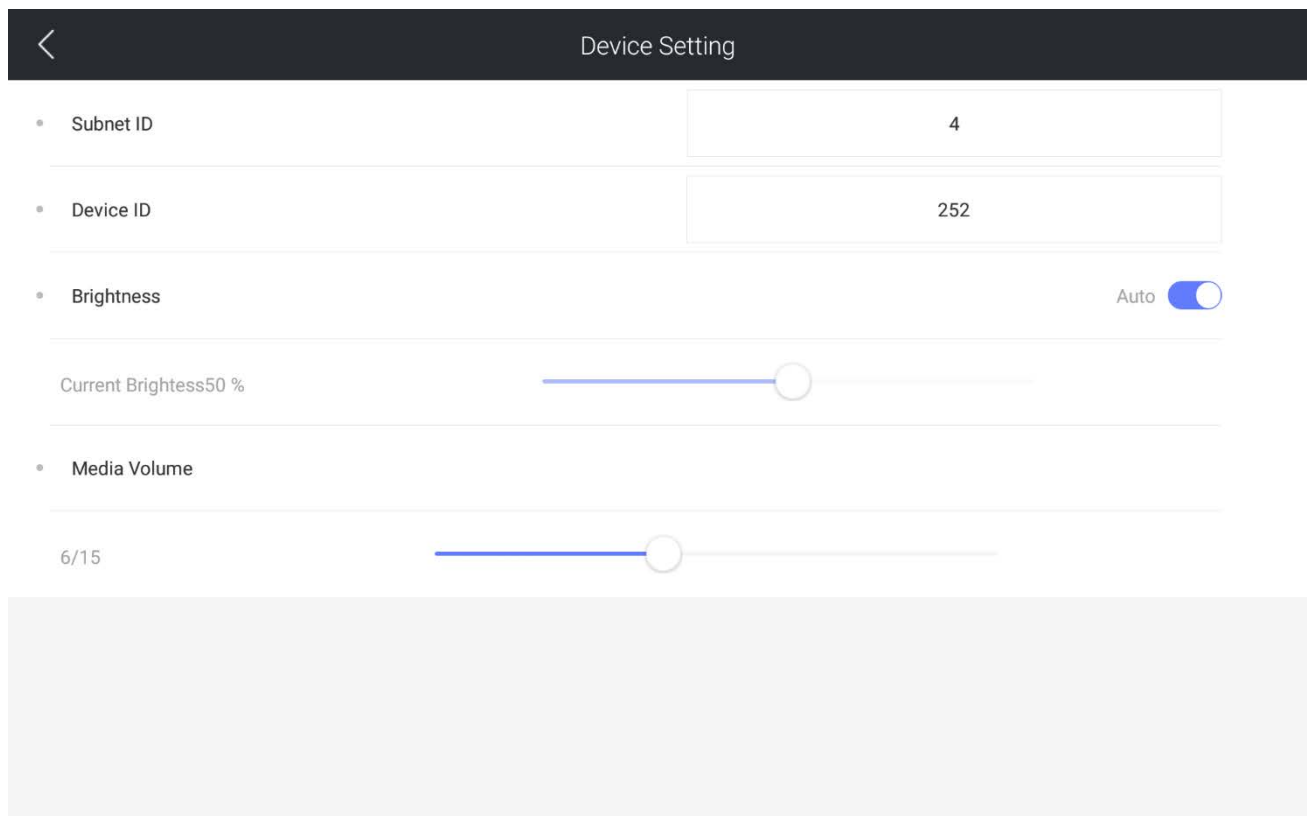 Device Setting
Subnet ID 4
Device ID 252
Brightness Auto
Current Brightess50 %
Media Volume
6/15